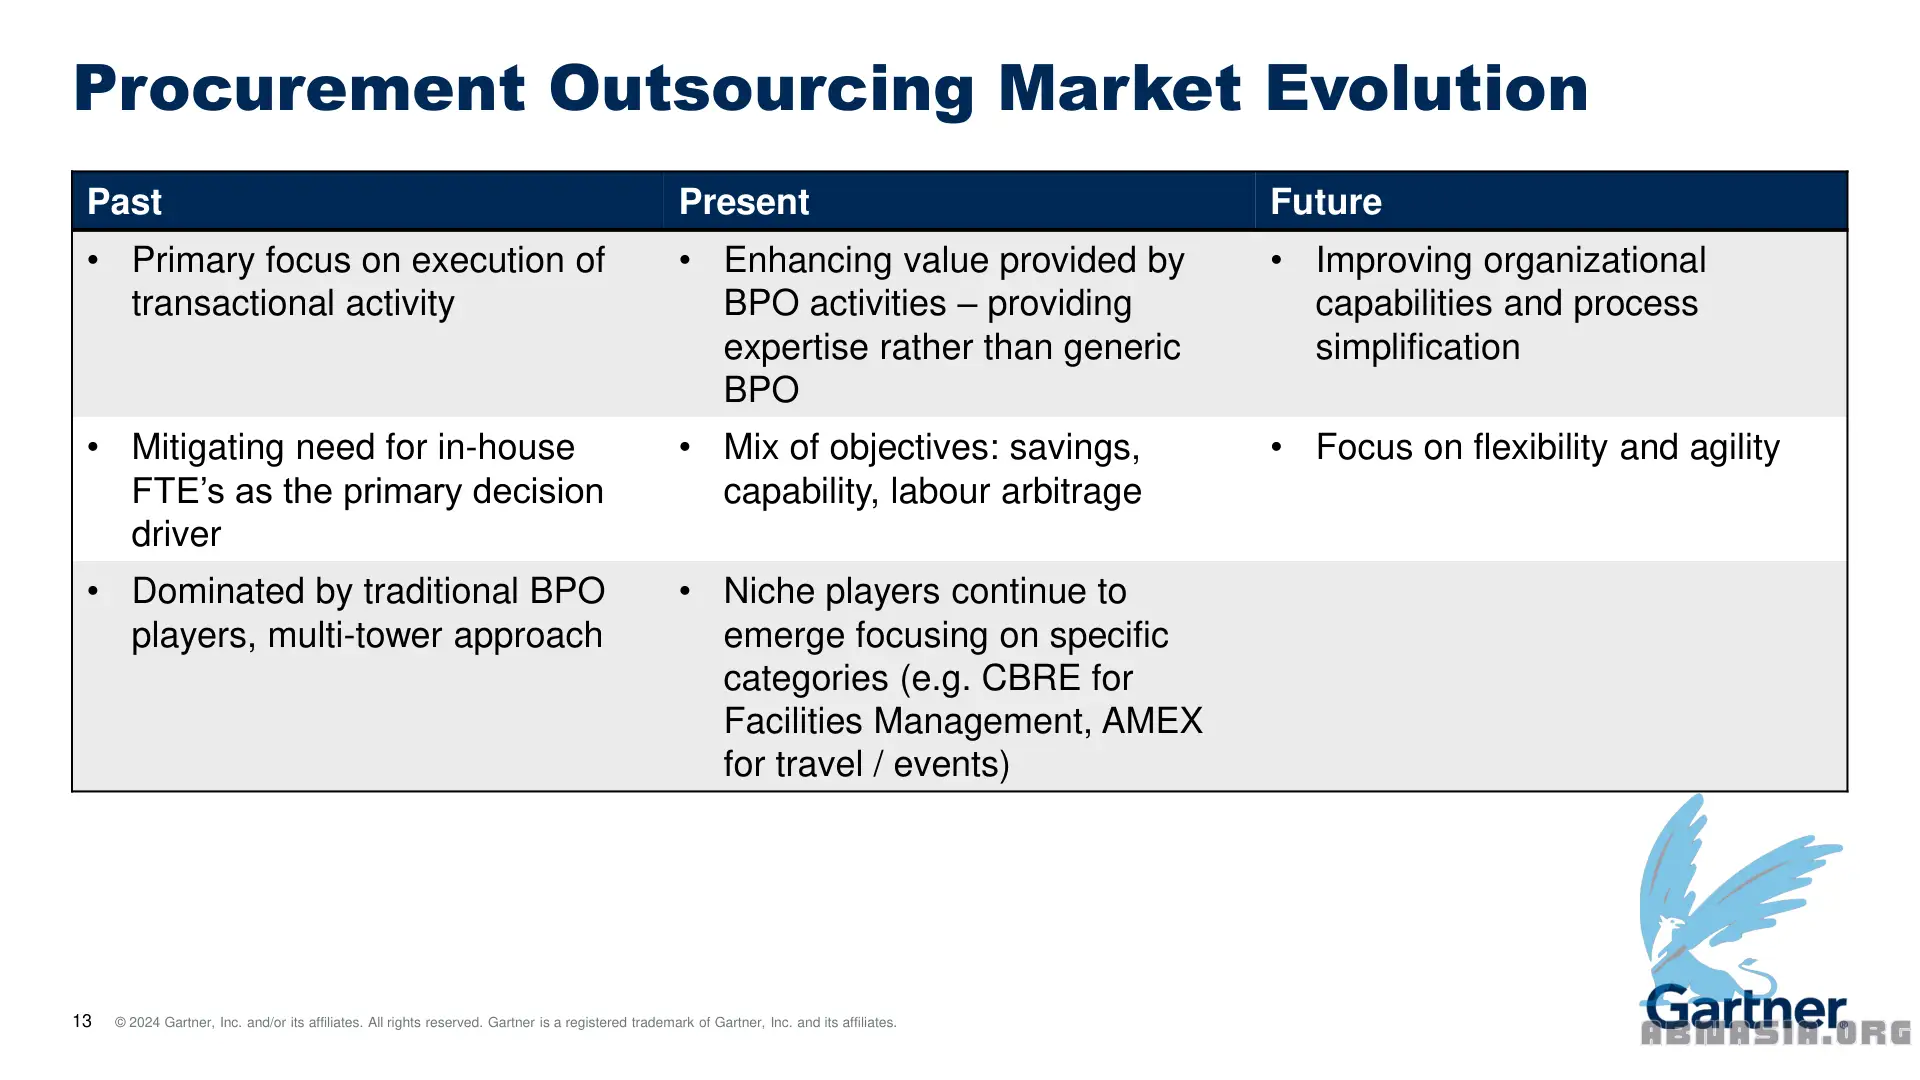 Procurement Outsourcing Market Evolution
Past
Present
Future
• Primary focus on execution of
transactional activity
• Enhancing value provided by
BPO activities – providing
expertise rather than generic
BPO
• Improving organizational
capabilities and process
simplification
• Mitigating need for in-house
FTE’s as the primary decision
driver
• Mix of objectives: savings,
capability, labour arbitrage
• Focus on flexibility and agility
• Dominated by traditional BPO
players, multi-tower approach
• Niche players continue to
emerge focusing on specific
categories (e.g. CBRE for
Facilities Management, AMEX
for travel / events)
13 © 2024 Gartner, Inc. and/or its affiliates. All rights reserved. Gartner is a registered trademark of Gartner, Inc. and its affiliates.
Gartner®
ABNASIA.ORG